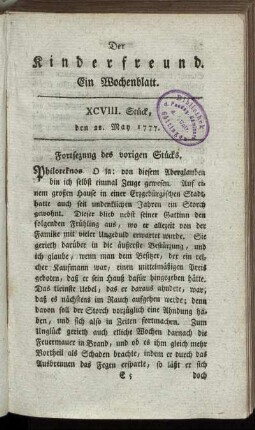 Der
Kinderfreund.
Ein Wochenblatt.
XCVIII. Stück,
den 22. May 1777.
Fortsezung des vorigen Stücks.
Philoteknos. O ja: von diesem Aberglauben
bin ich selbst einmal Zeuge gewesen. Auf ei-
nem großen Hause in einer Erzgebürgischen Stadt
hatte auch seit undenklichen Jahren ein Storch
gewohnt. Dieser blieb nebst seiner Gattinn den
folgenden Frühling aus, wo er allezeit von der
Familie mit vieler Ungeduld erwartet wurde. Sie
gerieth darüber in die äußerste Bestürzung, und
ich glaube, wenn man dem Besitzer, der ein rei-
cher Kaufmann war, einen mittelmäßigen Preis
geboten, daß er sein Hauß dafür hingegeben hätte.
Das kleinste Uebel, das er daraus ahndete, war,
daß es nächstens im Rauch aufgehen werde; denn
davon soll der Storch vorzüglich eine Ahndung ha-
ben, und sich also in Zeiten fortmachen. Zum
Unglück gerieth auch etliche Wochen darnach die
Feuermauer in Brand, und ob es ihm gleich mehr
Vortheil als Schaden brachte, indem er durch das
Ausbrennen das Fegen ersparte, so läßt er sich
doch